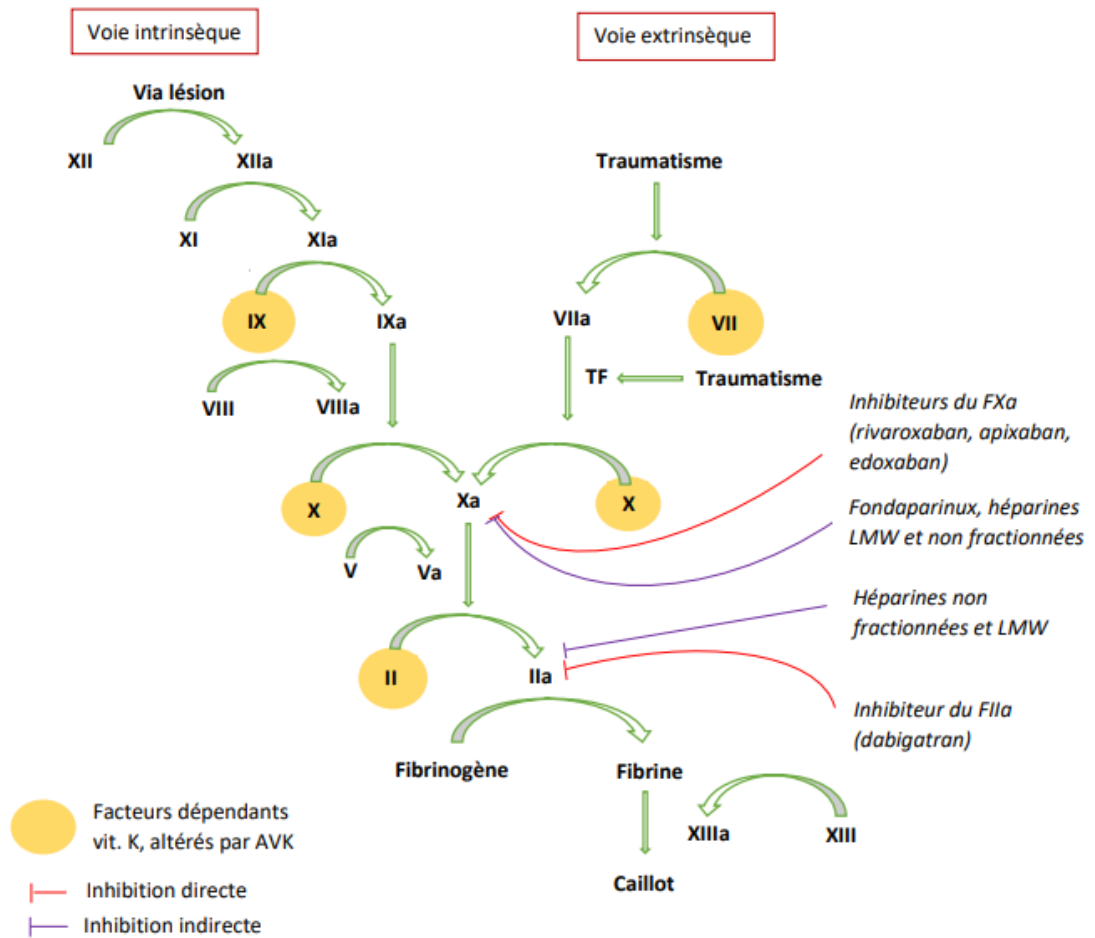 Voie intrinsèque
Voie extrinsèque
Via lésion
XII
XIIa
Traumatisme
XI
XIa
IX
IXa
VIIa
VII
TF
Traumatisme
VIII
VIIIa
Inhibiteurs du FXa
(rivaroxaban, apixaban,
edoxaban)
X
Xa
X
Fondaparinux, héparines
LMW et non fractionnées
V
Va
Héparines non
fractionnées et LMW
II
IIa
Inhibiteur du FIIa
(dabigatran)
Fibrinogène
Fibrine
XIIIa
XIII
Caillot
Facteurs dépendants
vit. K, altérés par AVK
Inhibition directe
Inhibition indirecte